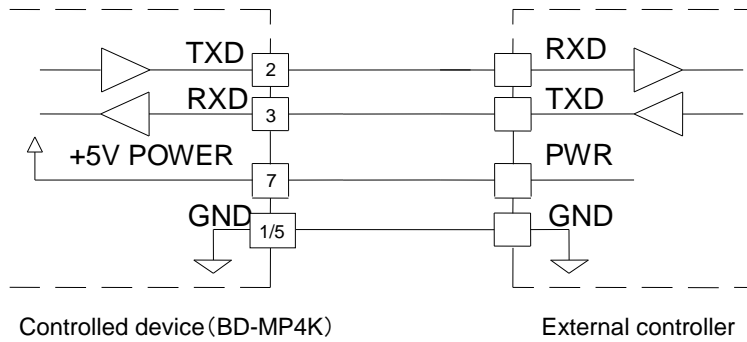 TXD 2 RXD
RXD 3 TXD
+5V POWER 7 PWR
GND 1/5 GND
Controlled device（BD-MP4K） External controller